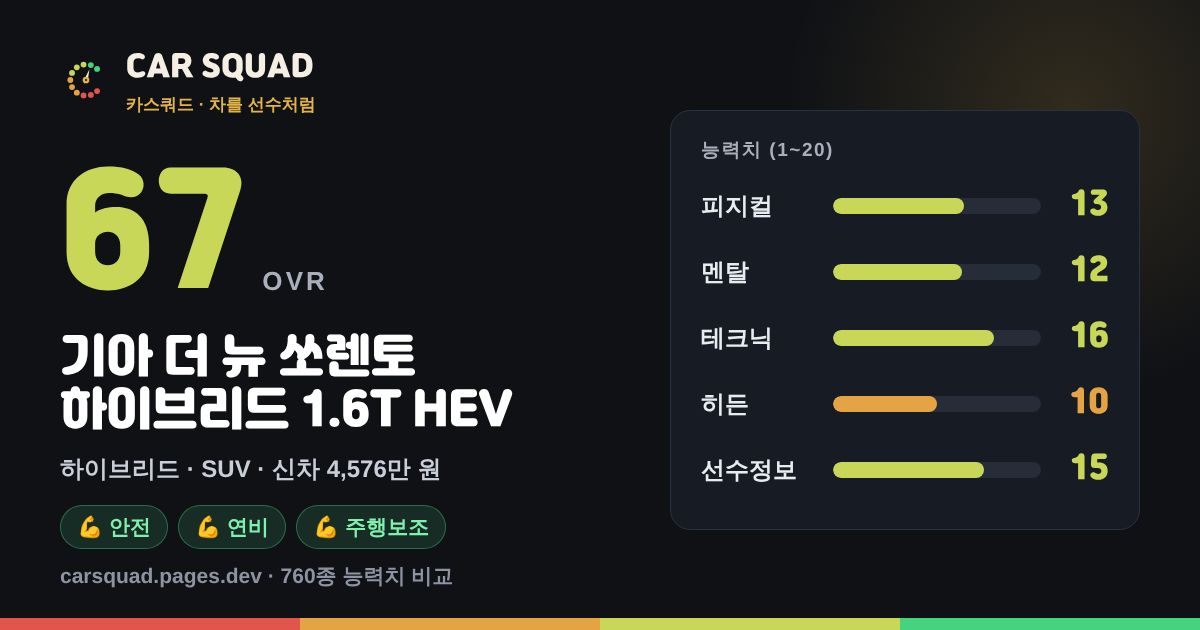 CAR SQUAD
카스쿼드 · 차를 선수처럼
67 OVR
기아 더 뉴 쏘렌토
하이브리드 1.6T HEV
하이브리드 · SUV · 신차 4,576만 원
💪 안전 💪 연비 💪 주행보조
carsquad.pages.dev · 760종 능력치 비교
능력치 (1~20)
피지컬 13
멘탈 12
테크닉 16
히든 10
선수정보 15